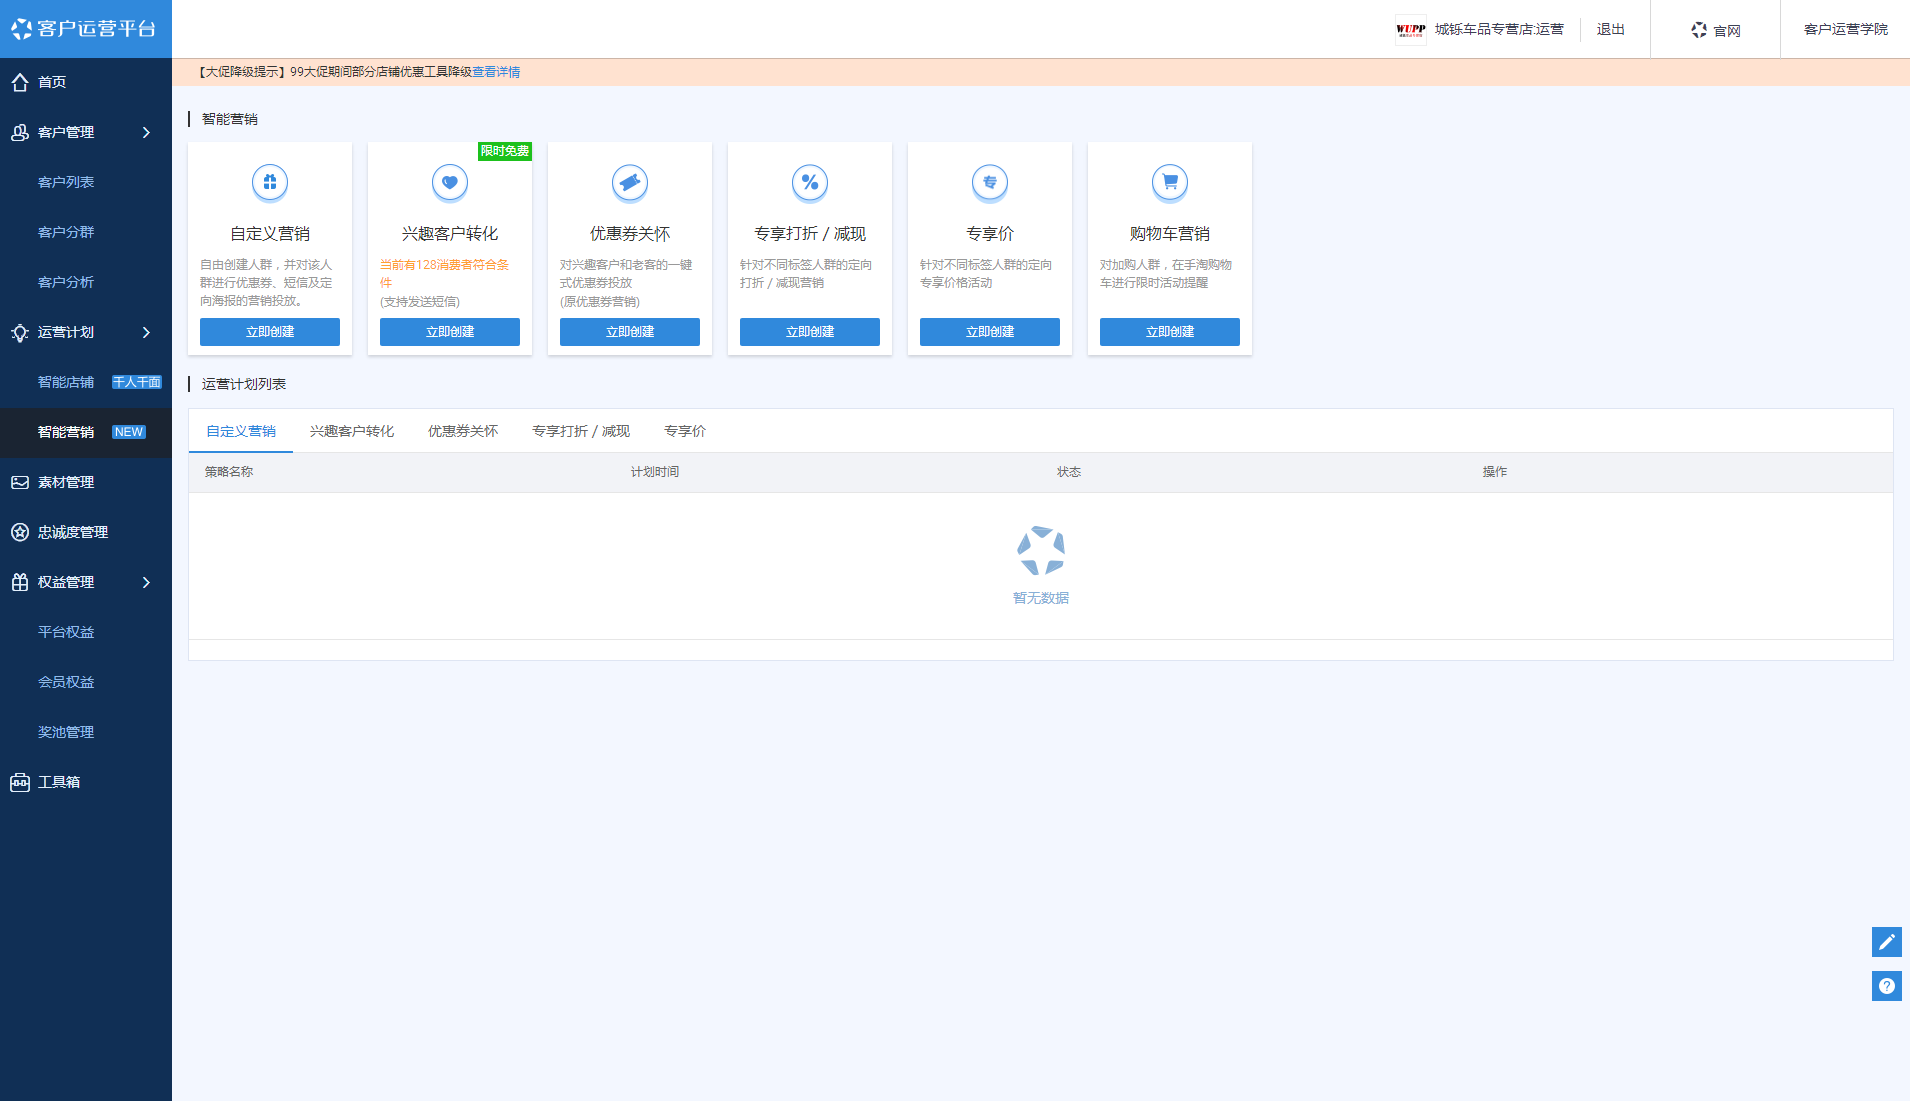 客户运营平台
WUPP
城铄车品专营店:运营
退出
官网
客户运营学院
【大促降级提示】99大促期间部分店铺优惠工具降级查看详情
首页
客户管理
客户列表
客户分群
客户分析
运营计划
智能店铺 千人千面
智能营销 NEW
素材管理
忠诚度管理
权益管理
平台权益
会员权益
奖池管理
工具箱
智能营销
自定义营销
自由创建人群，并对该人
群进行优惠券、短信及定
向海报的营销投放。
立即创建
限时免费
兴趣客户转化
当前有128消费者符合条
件
(支持发送短信)
立即创建
优惠券关怀
对兴趣客户和老客的一键
式优惠券投放
(原优惠券营销)
立即创建
专享打折 / 减现
针对不同标签人群的定向
打折 / 减现营销
立即创建
专
专享价
针对不同标签人群的定向
专享价格活动
立即创建
购物车营销
对加购人群，在手淘购物
车进行限时活动提醒
立即创建
运营计划列表
自定义营销 兴趣客户转化 优惠券关怀 专享打折 / 减现 专享价
策略名称 计划时间 状态 操作
暂无数据